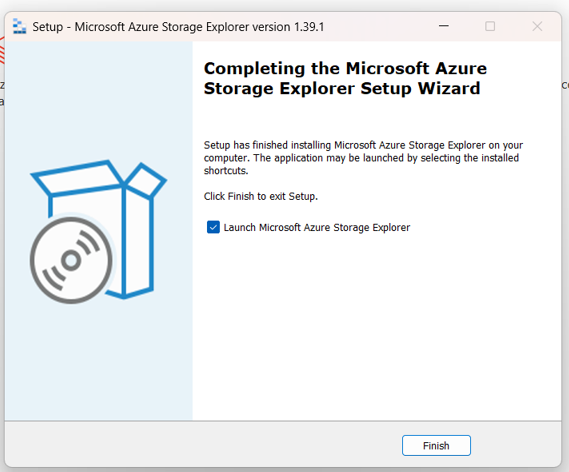 Setup - Microsoft Azure Storage Explorer version 1.39.1
Completing the Microsoft Azure
Storage Explorer Setup Wizard
Setup has finished installing Microsoft Azure Storage Explorer on your
computer. The application may be launched by selecting the installed
shortcuts.
Click Finish to exit Setup.
Launch Microsoft Azure Storage Explorer
Finish